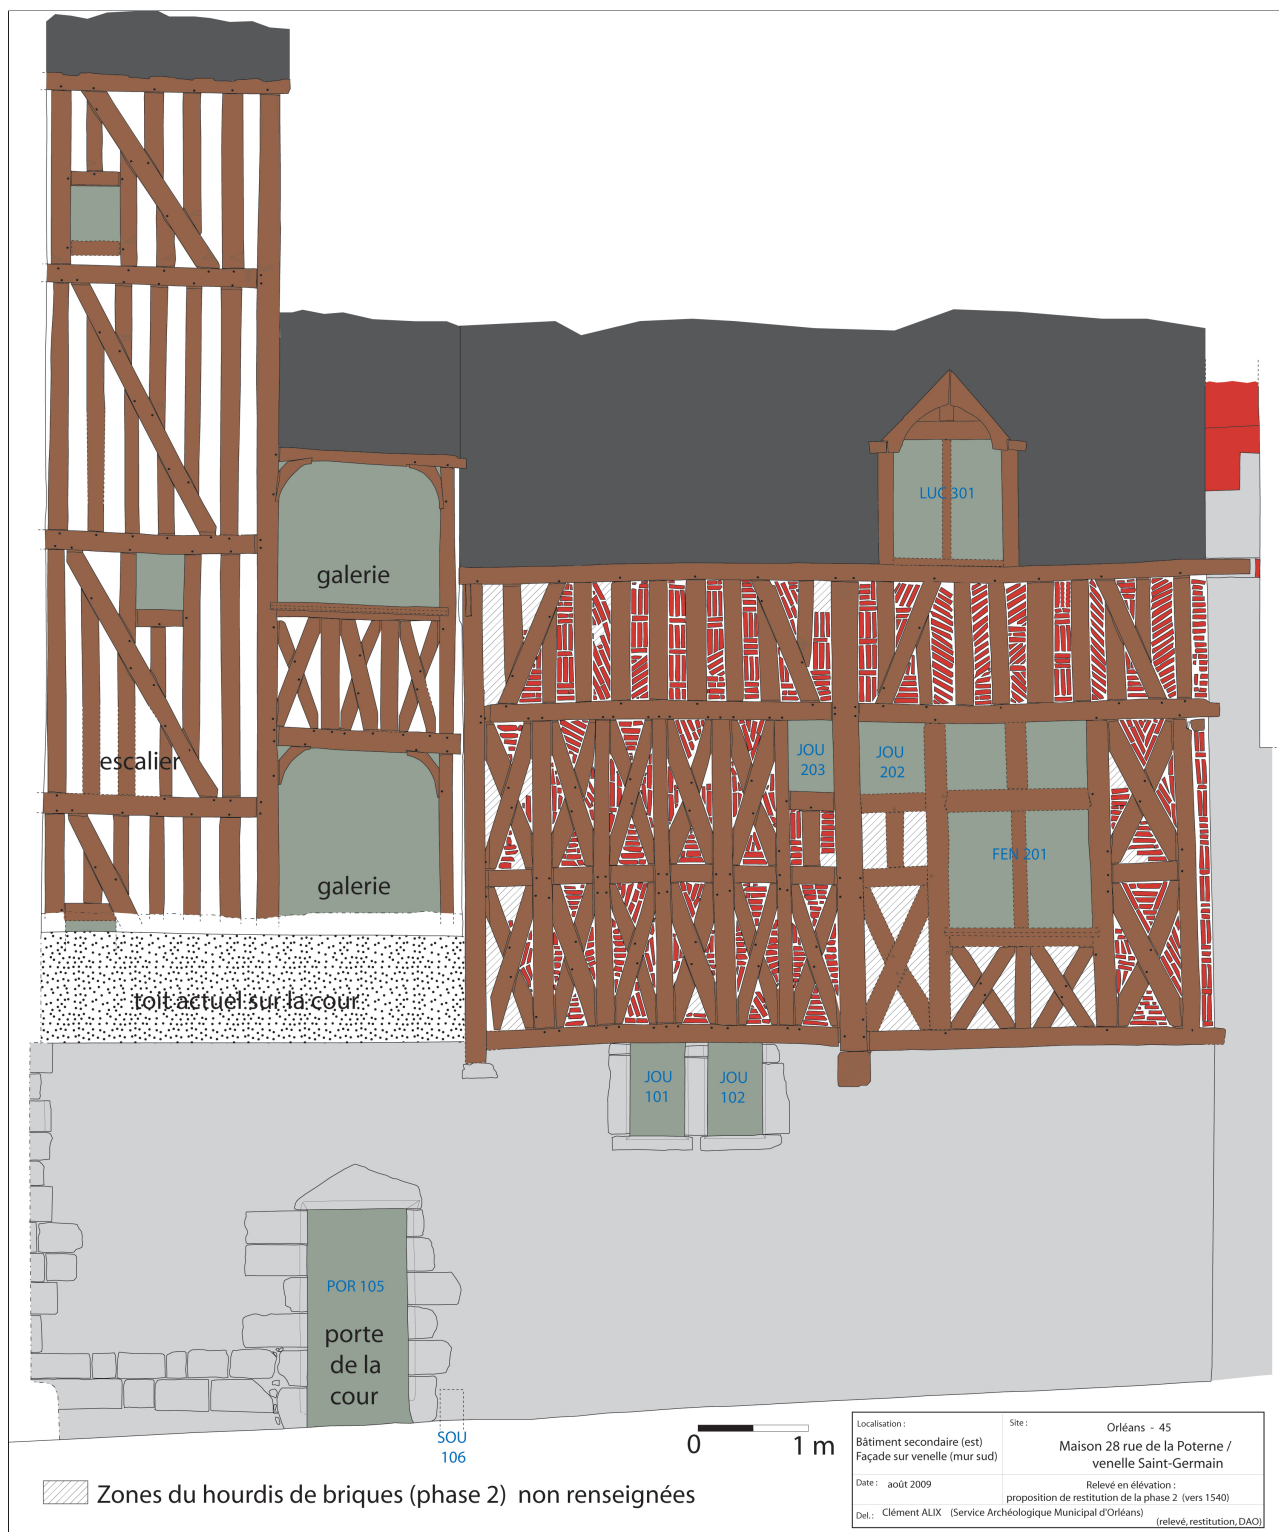 LUC 301
galerie
JOU
203
JOU
202
escalier
FEN 201
galerie
toit actuel sur la cour
JOU
101
JOU
102
POR 105
porte
de la
cour
SOU
106
0 1 m
Zones du hourdis de briques (phase 2) non renseignées
Localisation :
Bâtiment secondaire (est)
Façade sur venelle (mur sud)
Site :
Orléans - 45
Maison 28 rue de la Poterne /
venelle Saint-Germain
Date : août 2009
Relevé en élévation :
proposition de restitution de la phase 2 (vers 1540)
Del.: Clément ALIX (Service Archéologique Municipal d'Orléans)
(relevé, restitution, DAO)